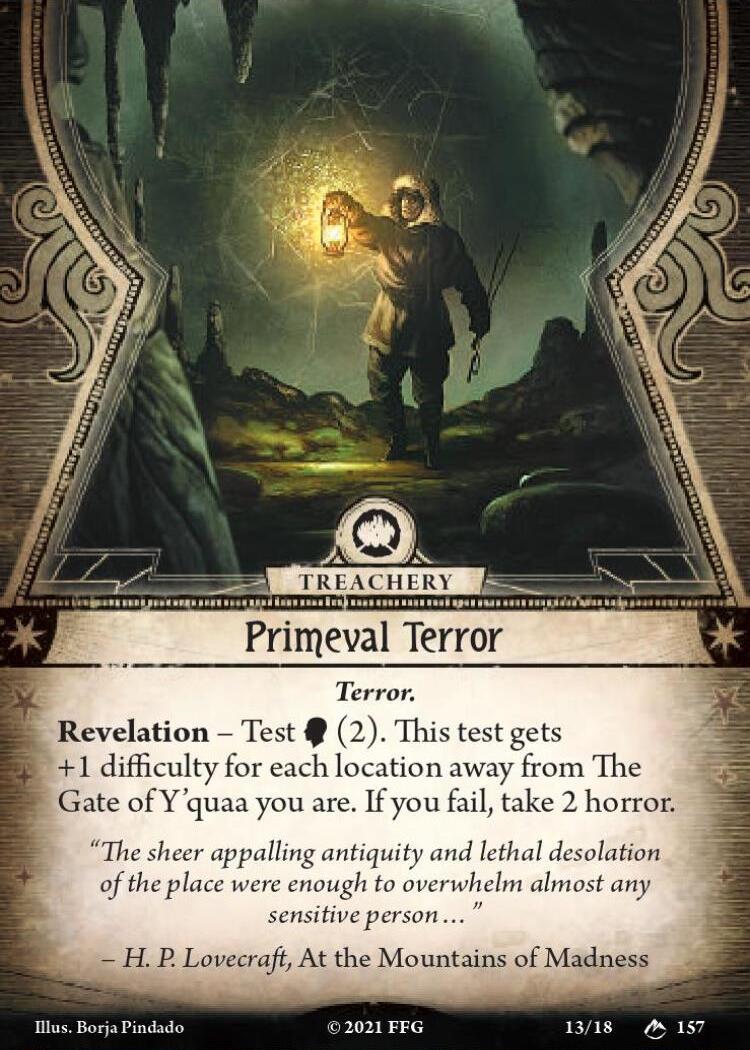 TREACHERY
Primeval Terror
Terror.
Revelation – Test (2). This test gets
+1 difficulty for each location away from The
Gate of Y’quaa you are. If you fail, take 2 horror.
“The sheer appalling antiquity and lethal desolation
of the place were enough to overwhelm almost any
sensitive person…”
– H. P. Lovecraft, At the Mountains of Madness
Illus. Borja Pindado © 2021 FFG 13/18 157